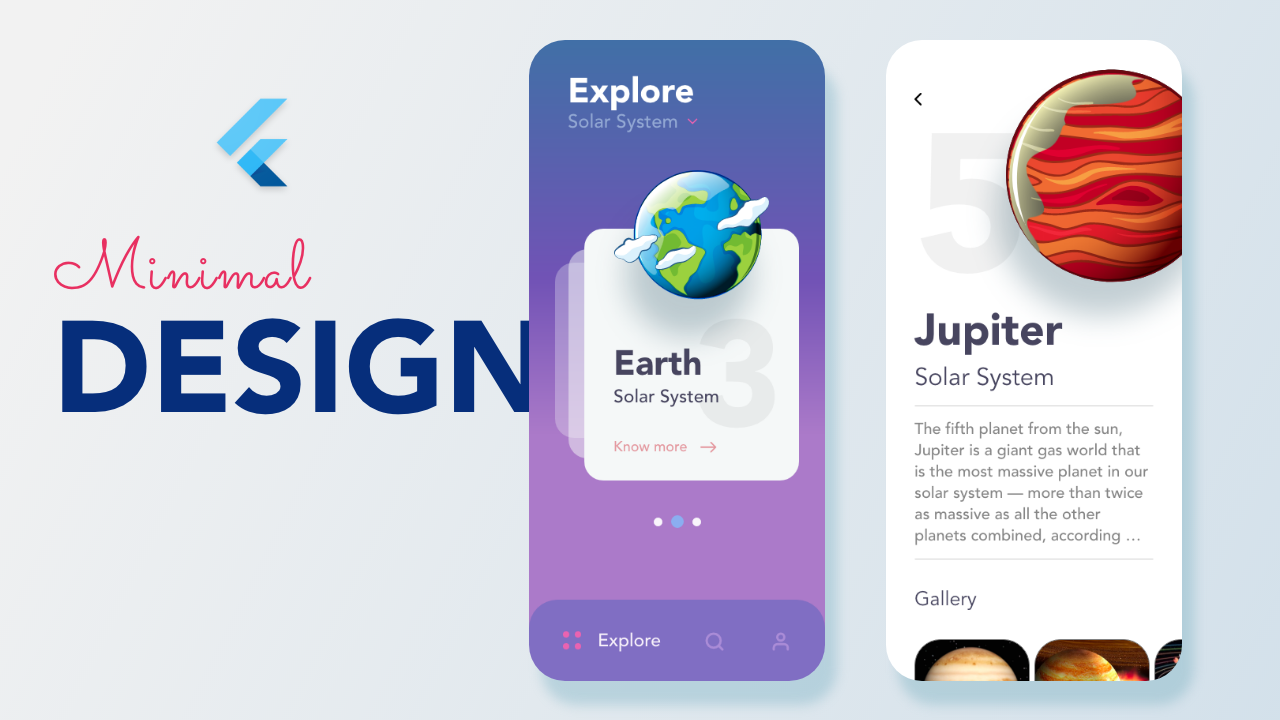 Minimal
DESIGN
Explore
Solar System
3
Earth
Solar System
Know more
Explore
5
Jupiter
Solar System
The fifth planet from the sun,
Jupiter is a giant gas world that
is the most massive planet in our
solar system — more than twice
as massive as all the other
planets combined, according ...
Gallery